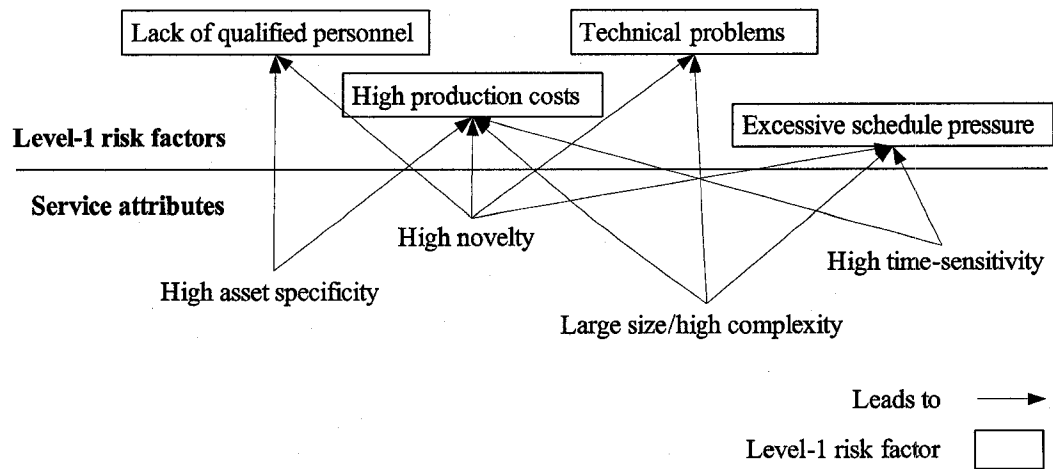 Lack of qualified personnel
Technical problems
High production costs
Excessive schedule pressure
Level-1 risk factors
Service attributes
High novelty
High time-sensitivity
High asset specificity
Large size/high complexity
Leads to
Level-1 risk factor